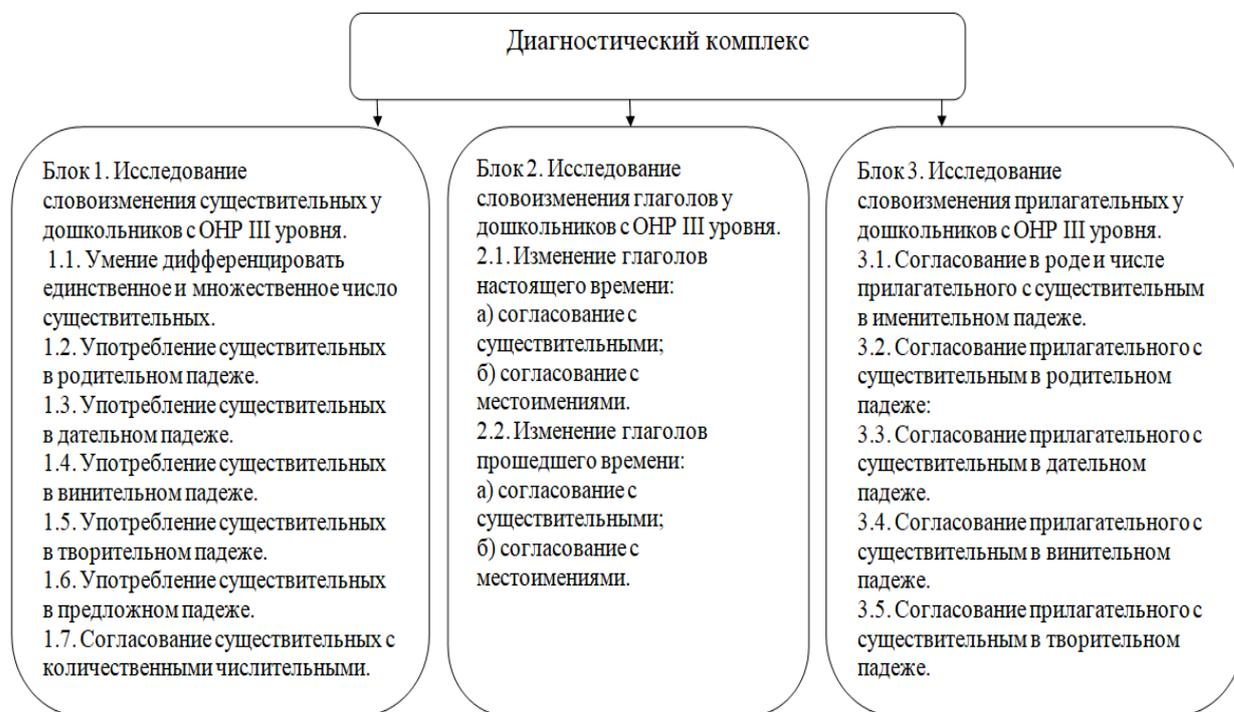 Диагностический комплекс
Блок 1. Исследование
словоизменения существительных у
дошкольников с ОНР III уровня.
1.1. Умение дифференцировать
единственное и множественное число
существительных.
1.2. Употребление существительных
в родительном падеже.
1.3. Употребление существительных
в дательном падеже.
1.4. Употребление существительных
в винительном падеже.
1.5. Употребление существительных
в творительном падеже.
1.6. Употребление существительных
в предложном падеже.
1.7. Согласование существительных с
количественными числительными.
Блок 2. Исследование
словоизменения глаголов у
дошкольников с ОНР III уровня.
2.1. Изменение глаголов
настоящего времени:
а) согласование с
существительными;
б) согласование с
местоимениями.
2.2. Изменение глаголов
прошедшего времени:
а) согласование с
существительными;
б) согласование с
местоимениями.
Блок 3. Исследование
словоизменения прилагательных у
дошкольников с ОНР III уровня.
3.1. Согласование в роде и числе
прилагательного с существительным
в именительном падеже.
3.2. Согласование прилагательного с
существительным в родительном
падеже:
3.3. Согласование прилагательного с
существительным в дательном
падеже.
3.4. Согласование прилагательного с
существительным в винительном
падеже.
3.5. Согласование прилагательного с
существительным в творительном
падеже.